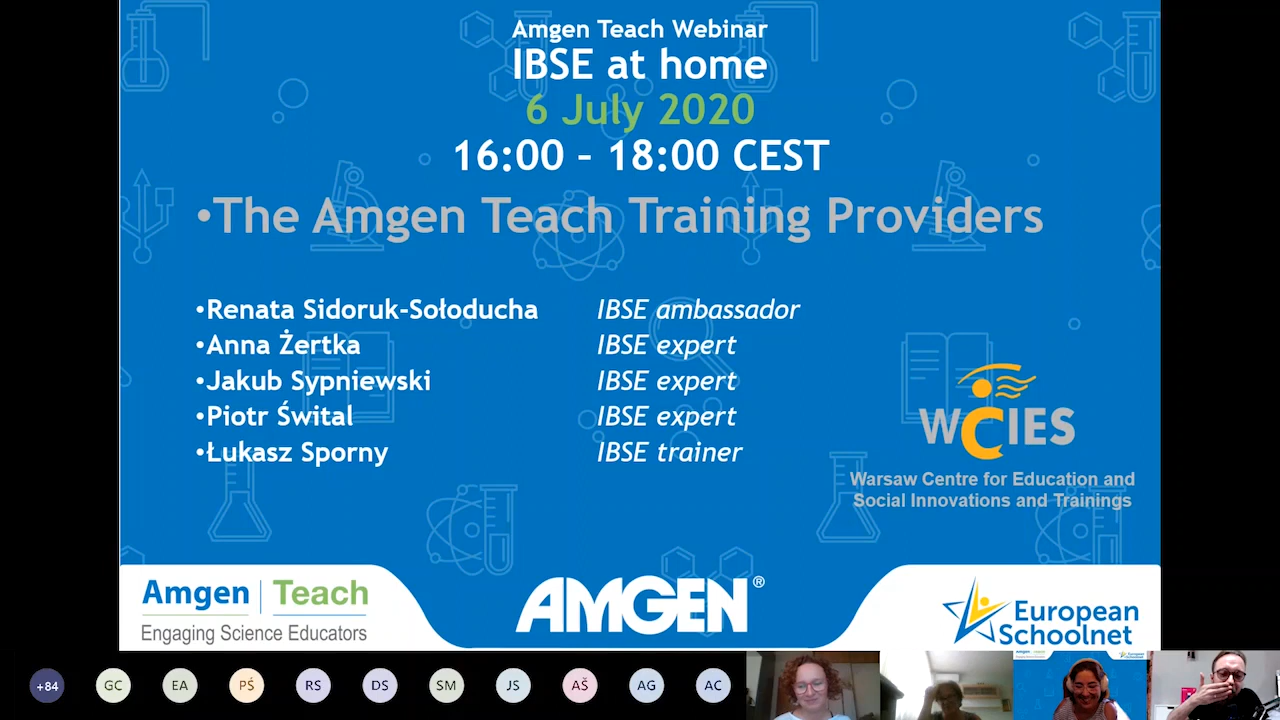 Amgen Teach Webinar
IBSE at home
6 July 2020
16:00 – 18:00 CEST
•The Amgen Teach Training Providers
•Renata Sidoruk-Sołoducha IBSE ambassador
•Anna Żertka IBSE expert
•Jakub Sypniewski IBSE expert
•Piotr Śwital IBSE expert
•Łukasz Sporny IBSE trainer
WCIES
Warsaw Centre for Education and
Social Innovations and Trainings
Amgen | Teach
Engaging Science Educators
AMGEN®
European
Schoolnet
+84 GC EA PŚ RS DS SM JS AŠ AG AC